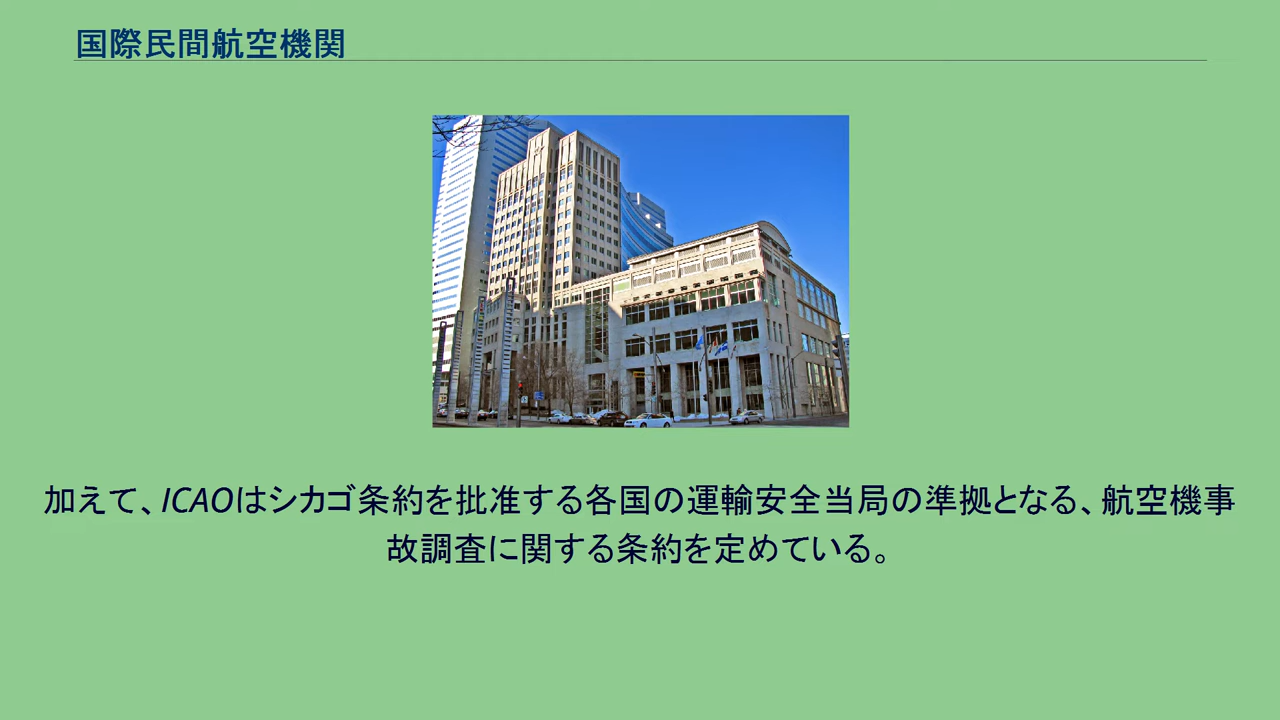 国際民間航空機関
加えて、ICAOはシカゴ条約を批准する各国の運輸安全当局の準拠となる、航空機事
故調査に関する条約を定めている。